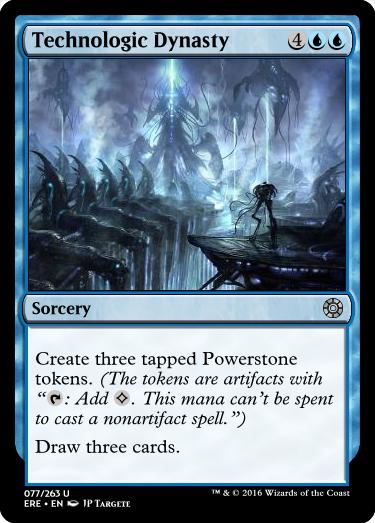 Technologic Dynasty 4
Sorcery
Create three tapped Powerstone
tokens. (The tokens are artifacts with
“: Add . This mana can’t be spent
to cast a nonartifact spell.”)
Draw three cards.
077/263 U
ERE • EN JP Targete
™ & © 2016 Wizards of the Coast